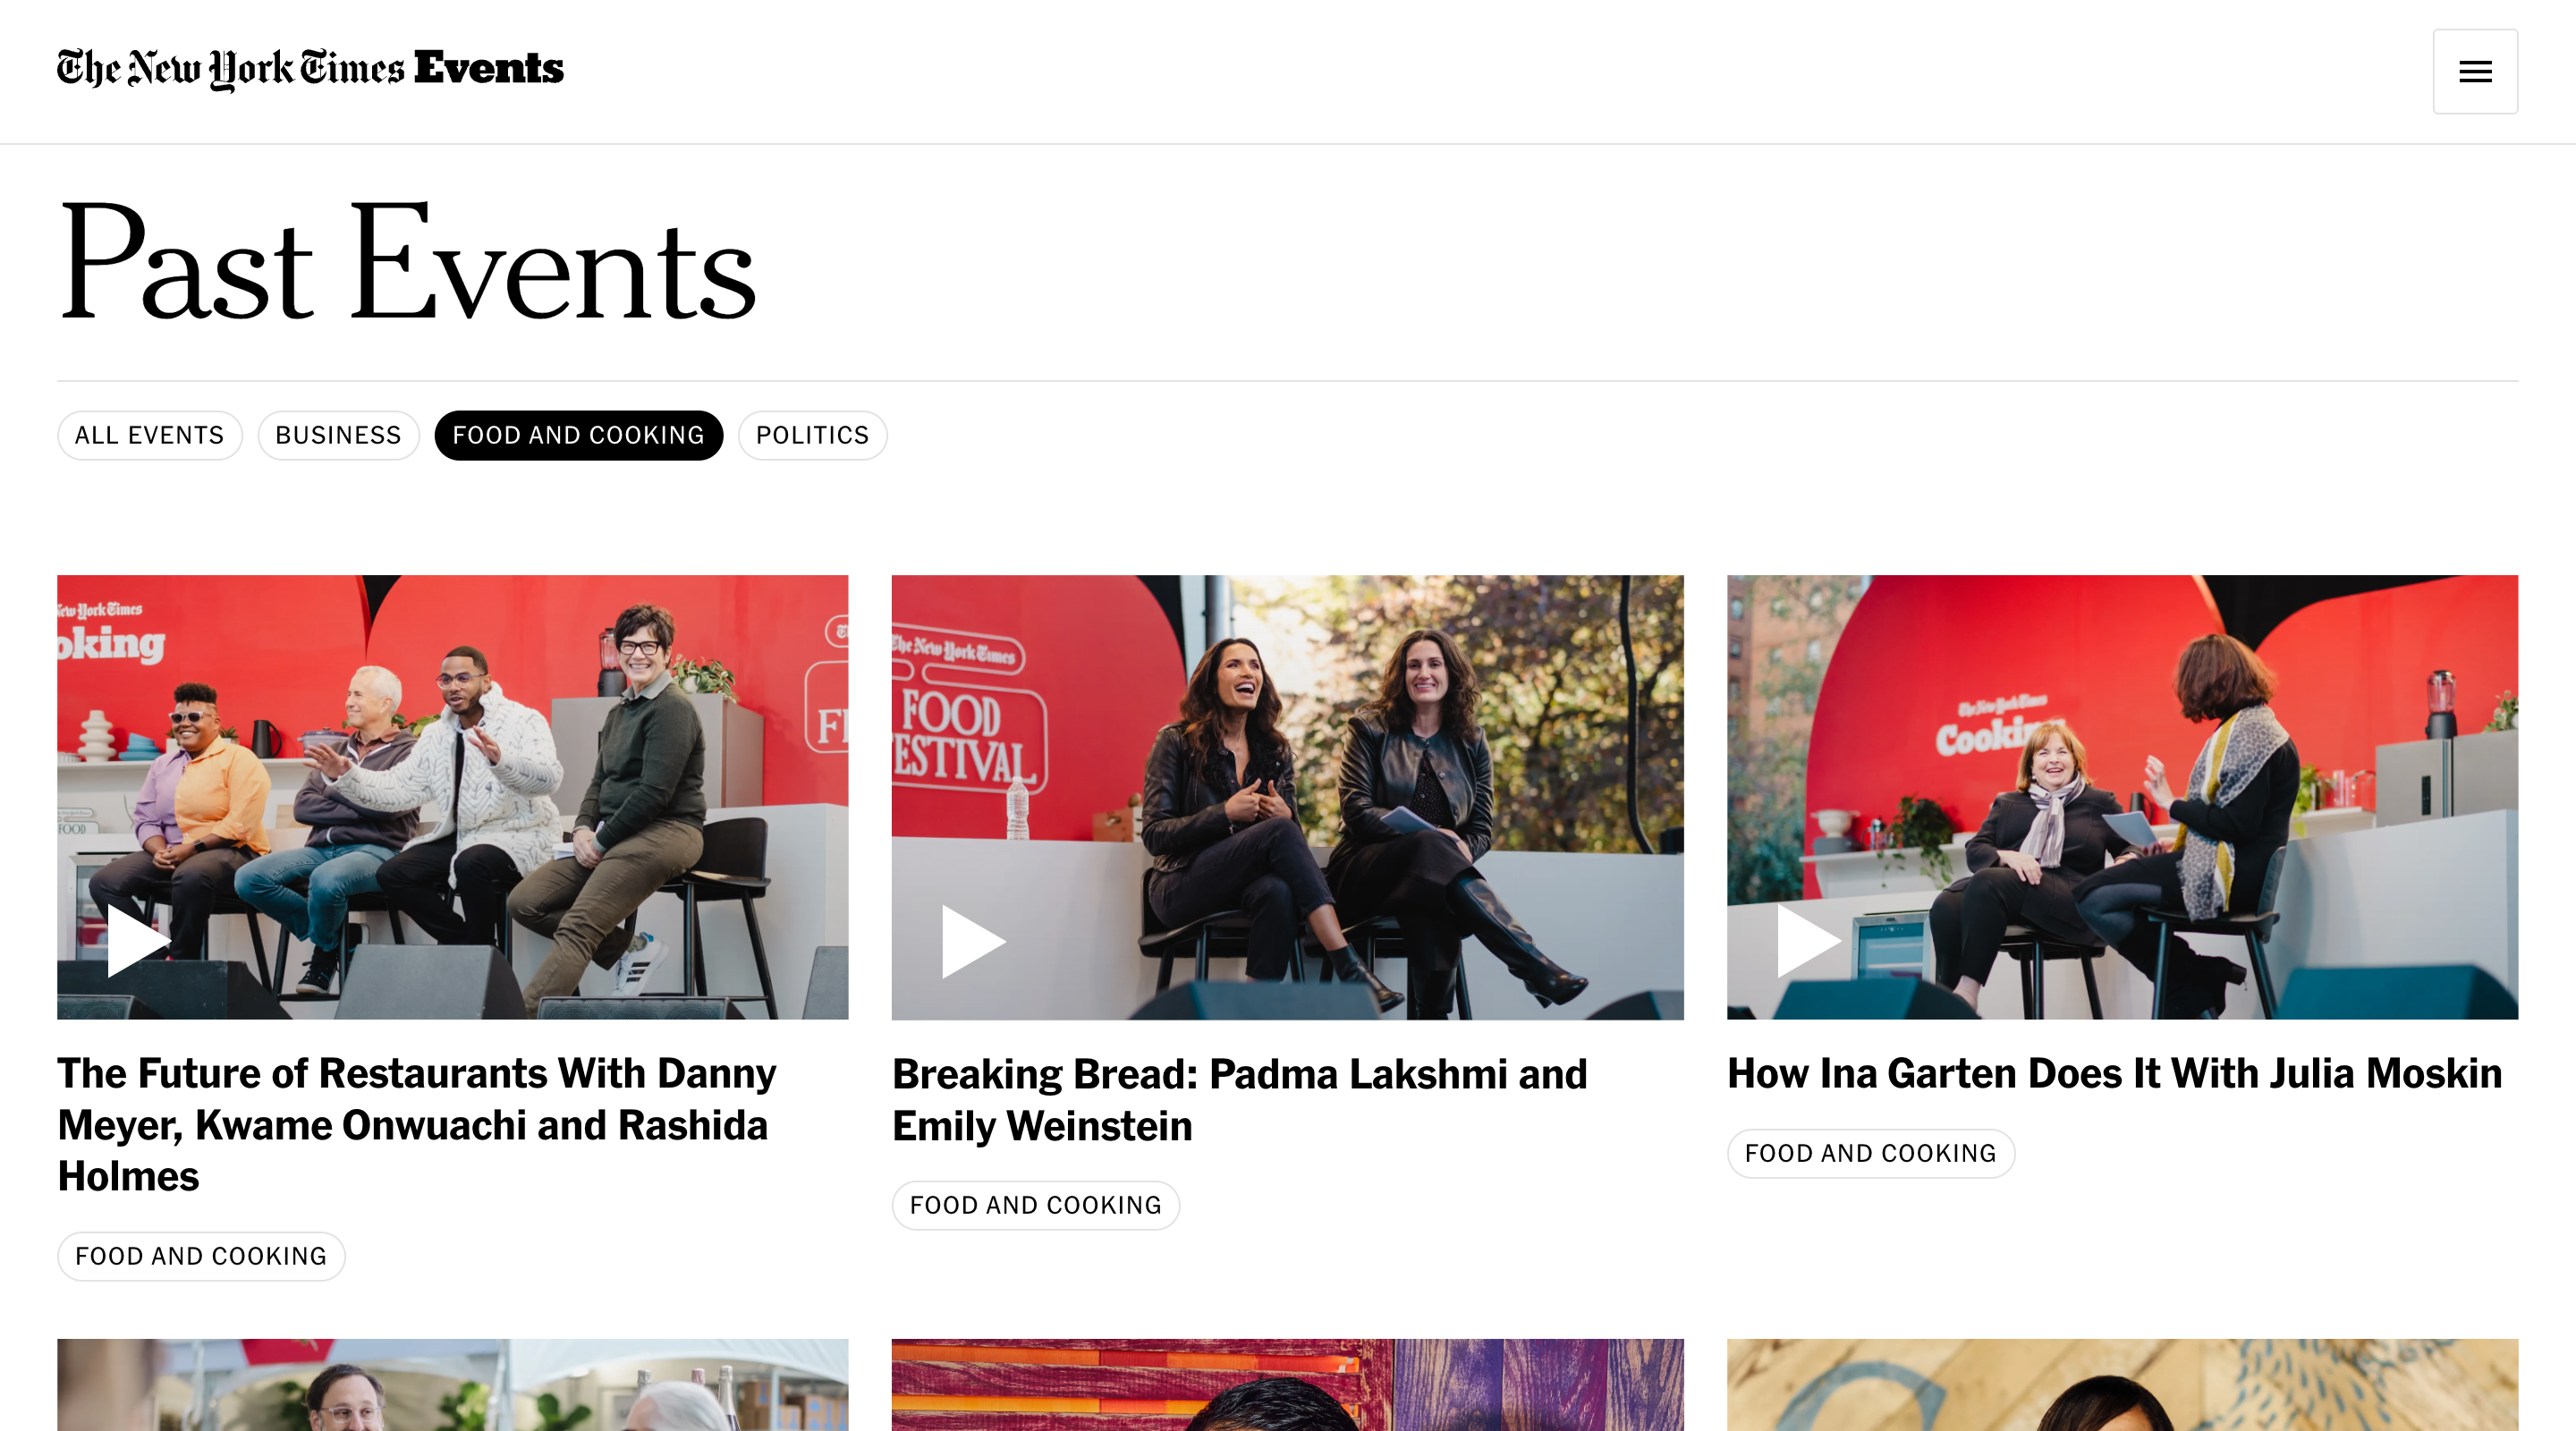 The New York Times Events
Past Events
ALL EVENTS
BUSINESS
FOOD AND COOKING
POLITICS
New York Times
oking
FOOD
The New York Times
FOOD
ESTIVAL
The New York Times
Cooking
The Future of Restaurants With Danny
Meyer, Kwame Onwuachi and Rashida
Holmes
FOOD AND COOKING
Breaking Bread: Padma Lakshmi and
Emily Weinstein
FOOD AND COOKING
How Ina Garten Does It With Julia Moskin
FOOD AND COOKING